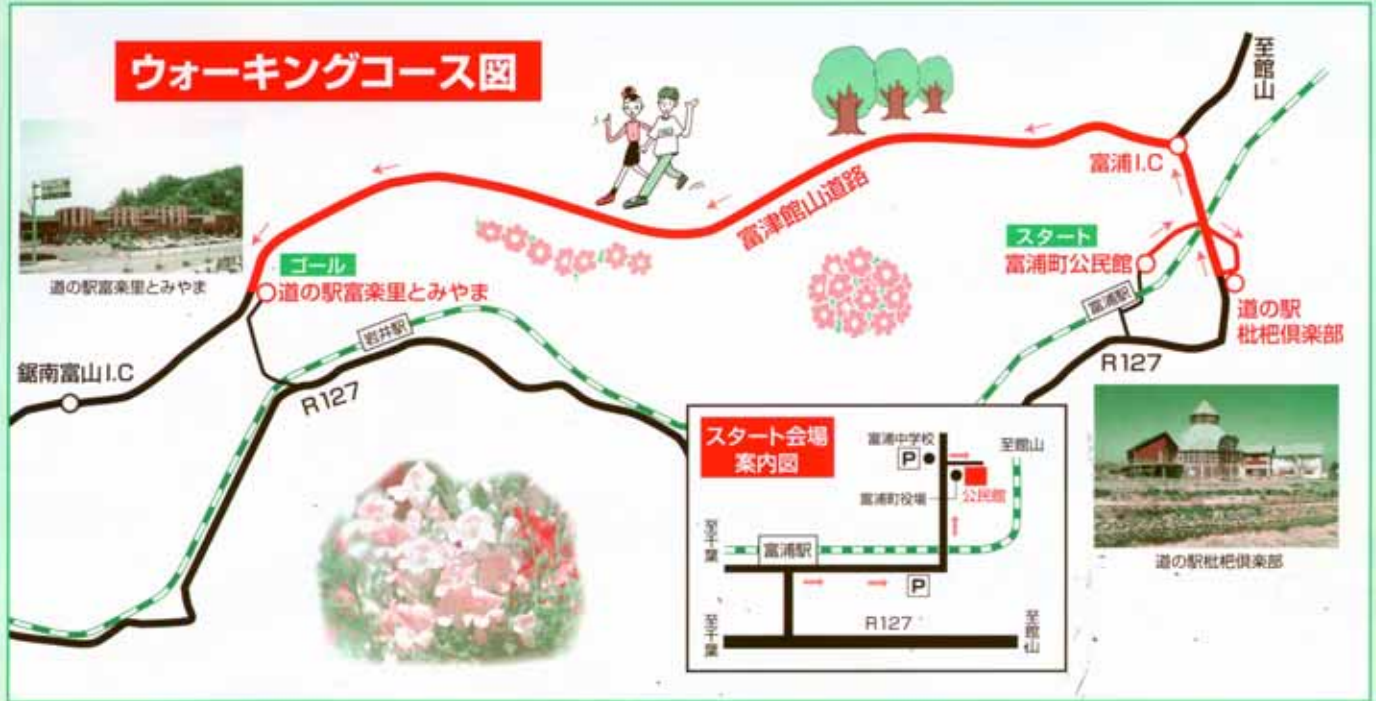 ウォーキングコース図
至館山
富浦I.C
富津館山道路
スタート
富浦町公民館
道の駅富楽里とみやま
ゴール
道の駅富楽里とみやま
富浦駅
道の駅
枇杷倶楽部
岩井駅
鋸南富山I.C
R127
R127
スタート会場
案内図
富浦中学校
P
至館山
富浦町役場
公民館
至千葉
富浦駅
P
至千葉
R127
至館山
道の駅枇杷倶楽部